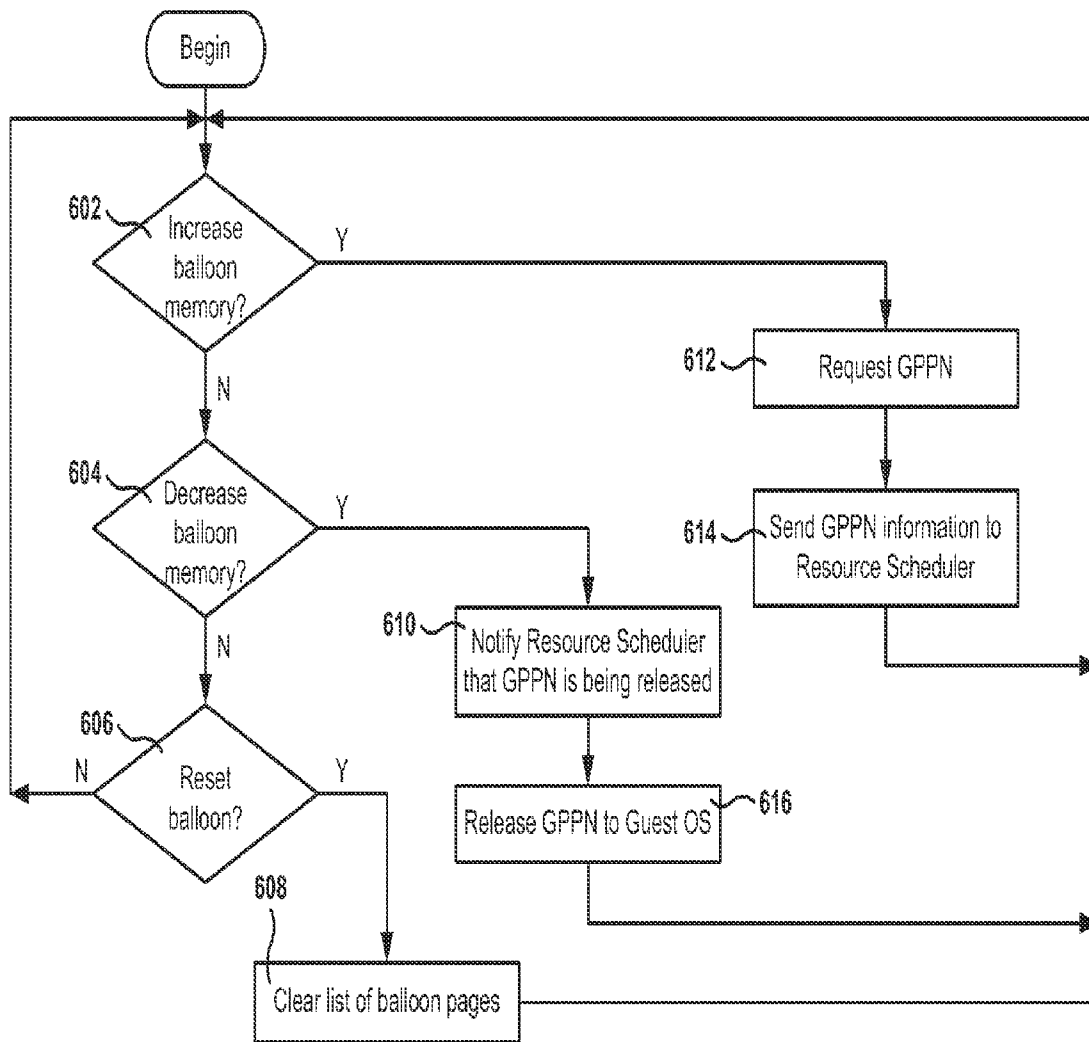 Begin
602
Increase
balloon
memory?
Y
N
612
Request GPPN
614
Send GPPN information to
Resource Scheduler
604
Decrease
balloon
memory?
Y
N
610
Notify Resource Scheduler
that GPPN is being released
606
Reset
balloon?
N
Y
Release GPPN to Guest OS
616
608
Clear list of balloon pages